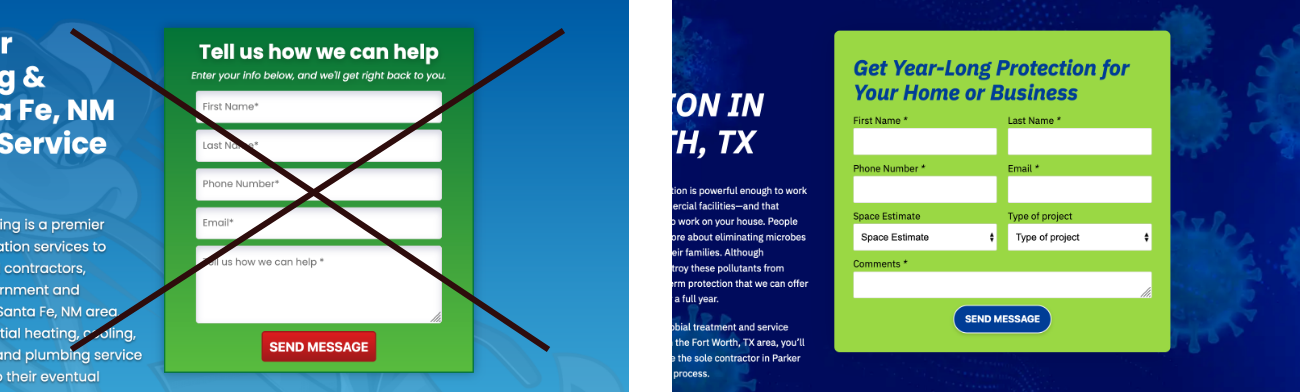 r
g &
a Fe, NM
Service
ing is a premier
ation services to
contractors,
rnment and
Santa Fe, NM area.
tial heating, cooling,
and plumbing service
o their eventual
Tell us how we can help
Enter your info below, and we'll get right back to you.
First Name*
Last Name*
Phone Number*
Email*
Tell us how we can help *
SEND MESSAGE
ION IN
TH, TX
tion is powerful enough to work
ercial facilities—and that
o work on your house. People
ore about eliminating microbes
eir families. Although
troy these pollutants from
erm protection that we can offer
a full year.
obial treatment and service
the Fort Worth, TX area, you'll
e the sole contractor in Parker
process.
Get Year-Long Protection for
Your Home or Business
First Name * Last Name *
Phone Number * Email *
Space Estimate Type of project
Space Estimate Type of project
Comments *
SEND MESSAGE